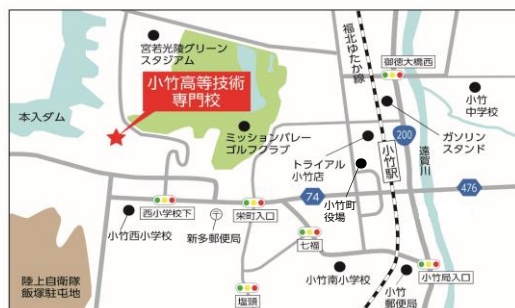 宮若光陵グリーン
スタジアム
小竹高等技術
専門校
本入ダム
福北ゆたか線
御徳大橋西
小竹
中学校
ミッションバレー
ゴルフクラブ
トライアル
小竹店
小竹駅
200
ガソリン
スタンド
遠賀川
74
小竹町
役場
476
西小学校下
栄町入口
小竹西小学校
新多郵便局
七福
陸上自衛隊
飯塚駐屯地
塩頭
小竹南小学校
小竹
郵便局
小竹局入口